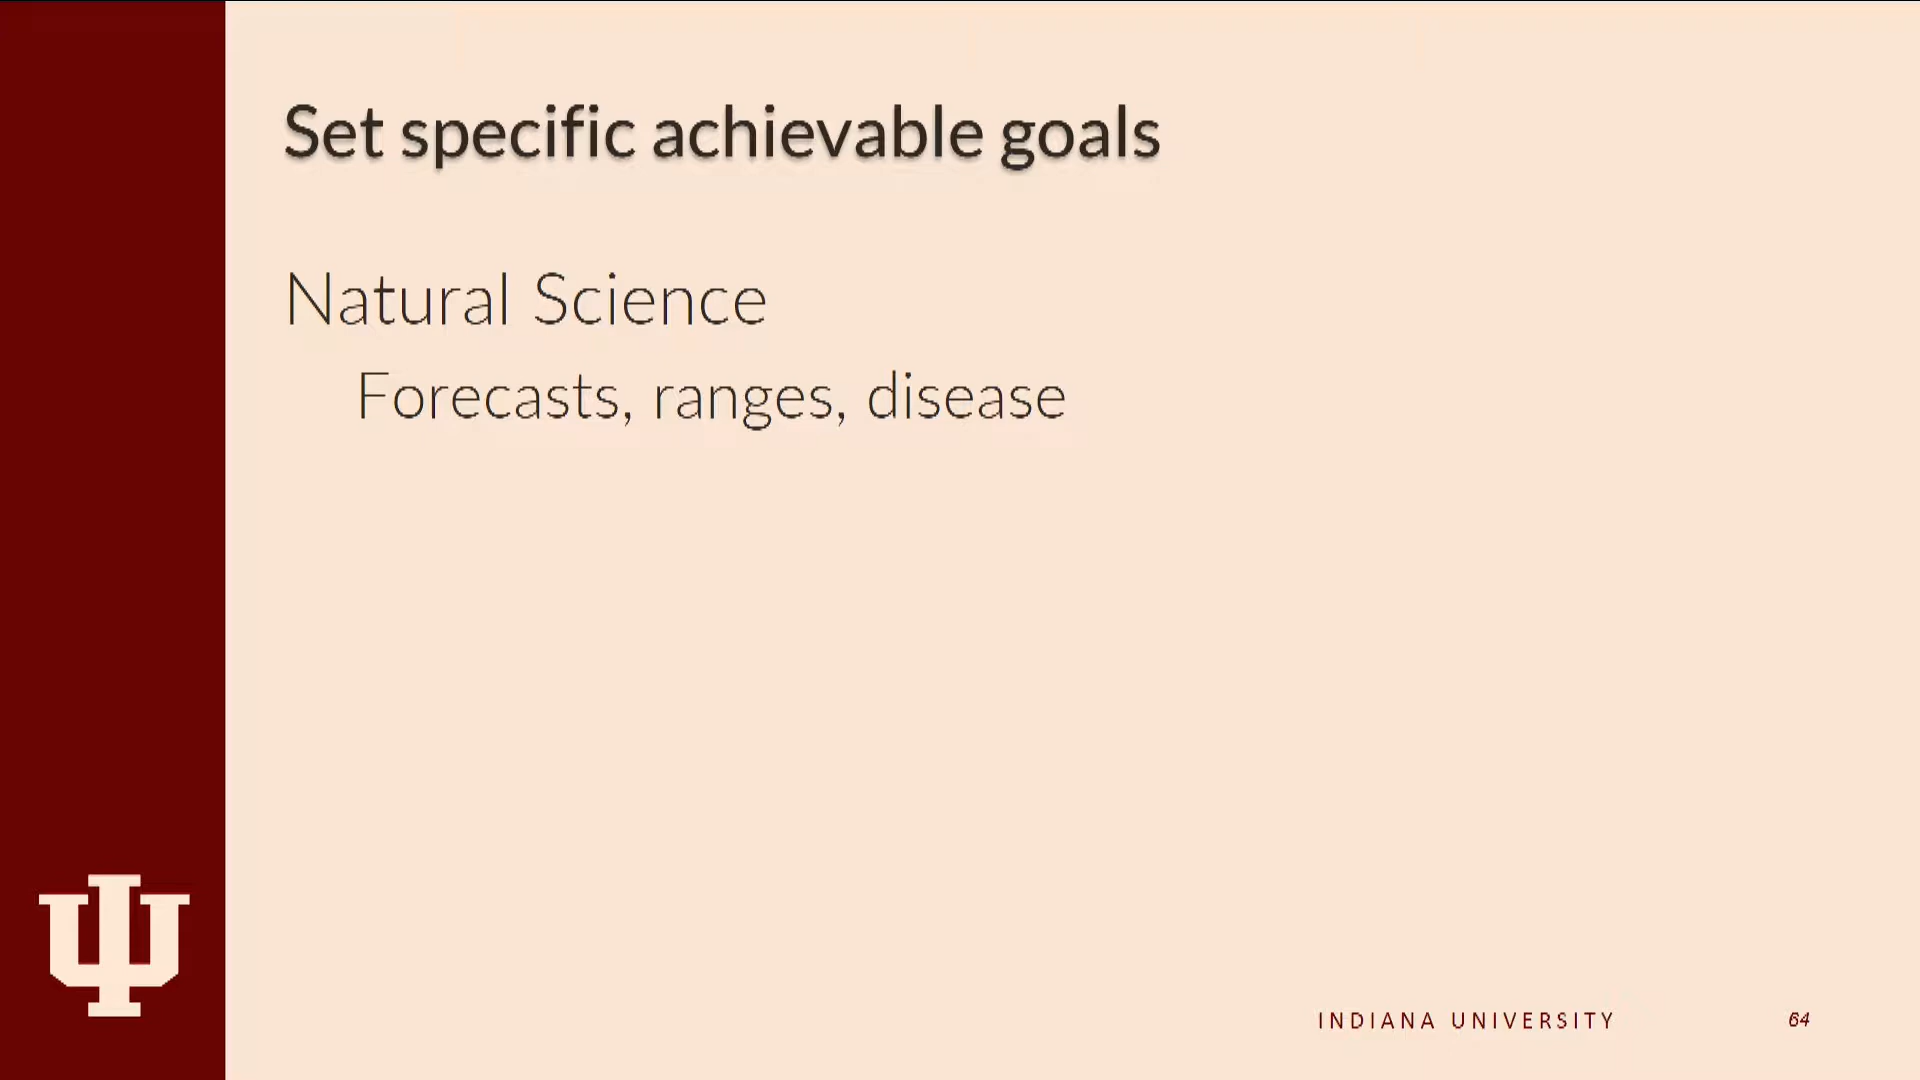 Set specific achievable goals
Natural Science
Forecasts, ranges, disease
INDIANA UNIVERSITY
64